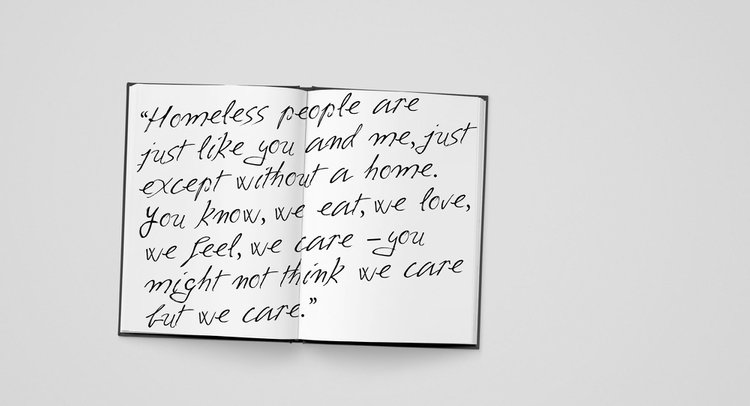 “Homeless people are
just like you and me, just
except without a home.
You know, we eat, we love,
we feel, we care – you
might not think we care
but we care.”